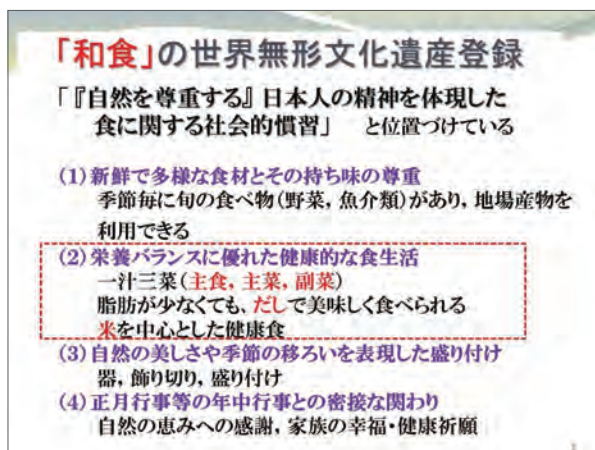 「和食」の世界無形文化遺産登録
「『自然を尊重する』日本人の精神を体現した
食に関する社会的慣習」 と位置づけている
(1)新鮮で多様な食材とその持ち味の尊重
季節毎に旬の食べ物(野菜，魚介類)があり，地場産物を
利用できる
(2)栄養バランスに優れた健康的な食生活
一汁三菜(主食，主菜，副菜)
脂肪が少なくても、だしで美味しく食べられる
米を中心とした健康食
(3)自然の美しさや季節の移ろいを表現した盛り付け
器，飾り切り，盛り付け
(4)正月行事等の年中行事との密接な関わり
自然の恵みへの感謝，家族の幸福・健康祈願